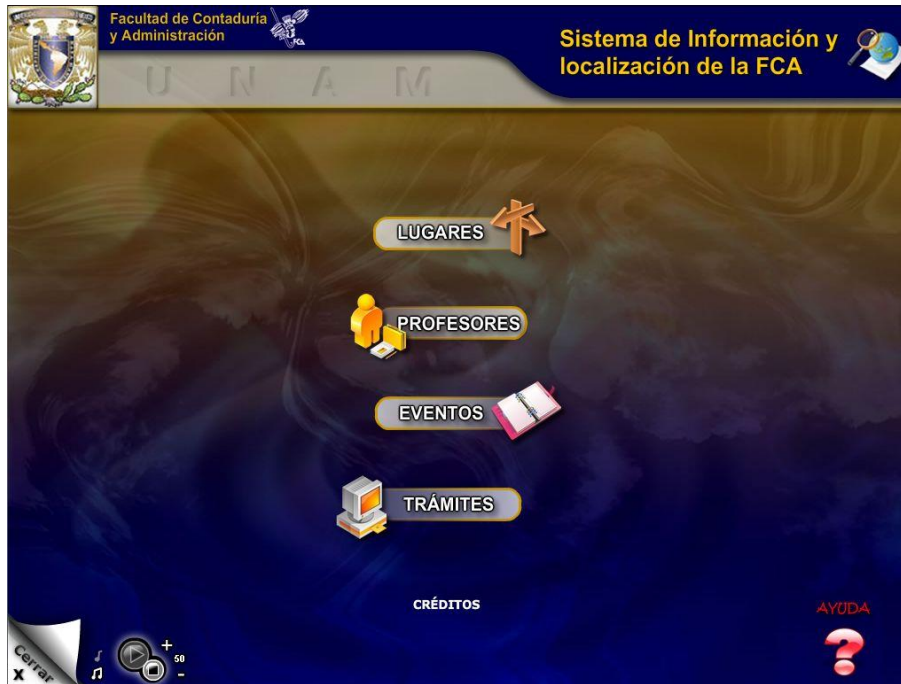 Facultad de Contaduría
y Administración
FCA
U N A M
Sistema de Información y
localización de la FCA
LUGARES
PROFESORES
EVENTOS
TRÁMITES
CRÉDITOS
AYUDA
?
Cerrar
X
+
50
-